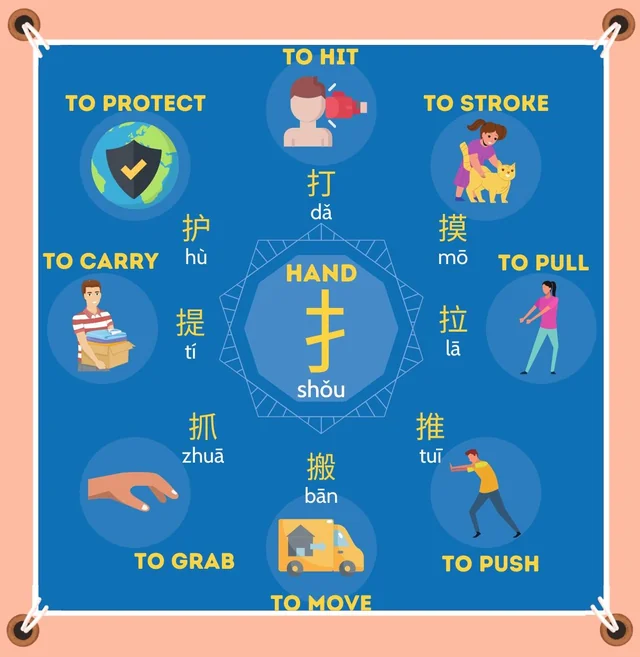 TO HIT
打
dǎ
TO STROKE
摸
mō
TO PULL
拉
lā
推
tuī
TO PUSH
搬
bān
TO MOVE
抓
zhuā
TO GRAB
TO CARRY
提
tí
TO PROTECT
护
hù
HAND
扌
shǒu